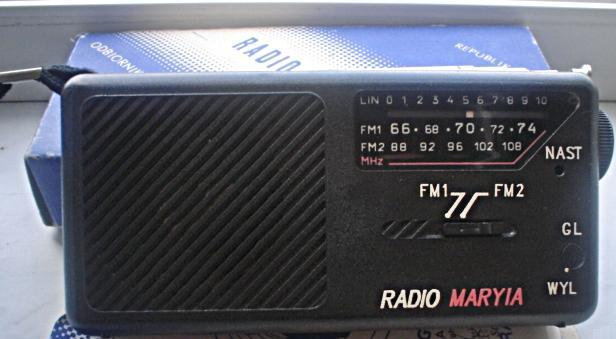 ODBIORNIK
RADIO
REPUBLIK
LIN 0 1 2 3 4 5 6 7 8 9 10
FM1 66 • 68 • 70 • 72 • 74
FM2 88 92 96 102 108
MHz
NAST
FM1 FM2
GŁ
WYL
RADIO MARYIA